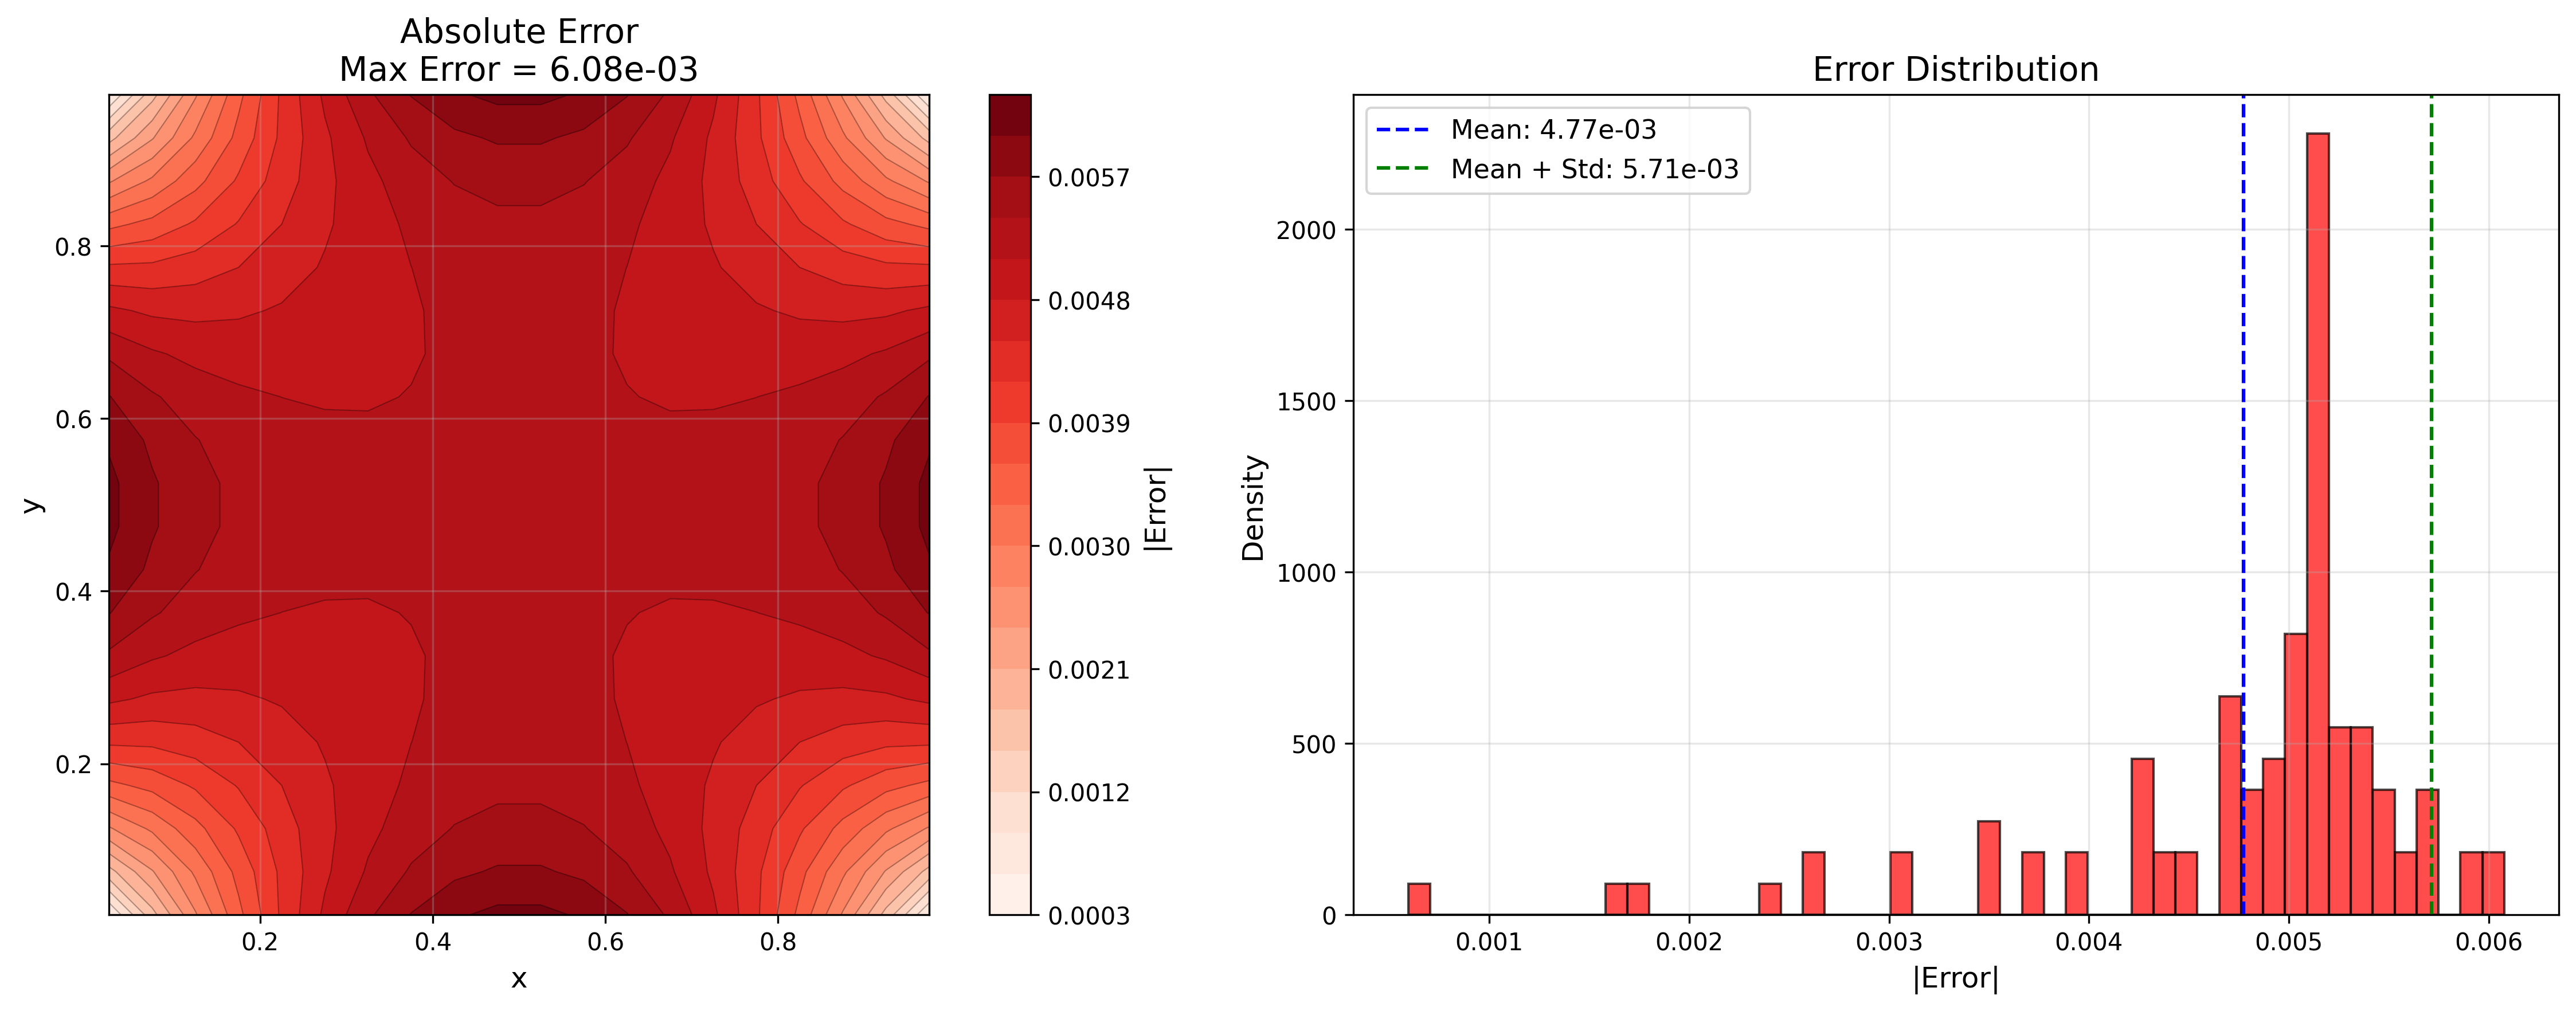 Absolute Error
Max Error = 6.08e-03
y
0.8
0.6
0.4
0.2
0.2 0.4 0.6 0.8
x
0.0057
0.0048
0.0039
0.0030
0.0021
0.0012
0.0003
|Error|
Error Distribution
Mean: 4.77e-03
Mean + Std: 5.71e-03
Density
2000
1500
1000
500
0
0.001 0.002 0.003 0.004 0.005 0.006
|Error|